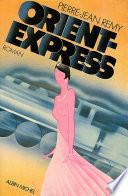 PIERRE-JEAN REMY
ORIENT-
EXPRESS
ROMAN
ALBIN MICHEL